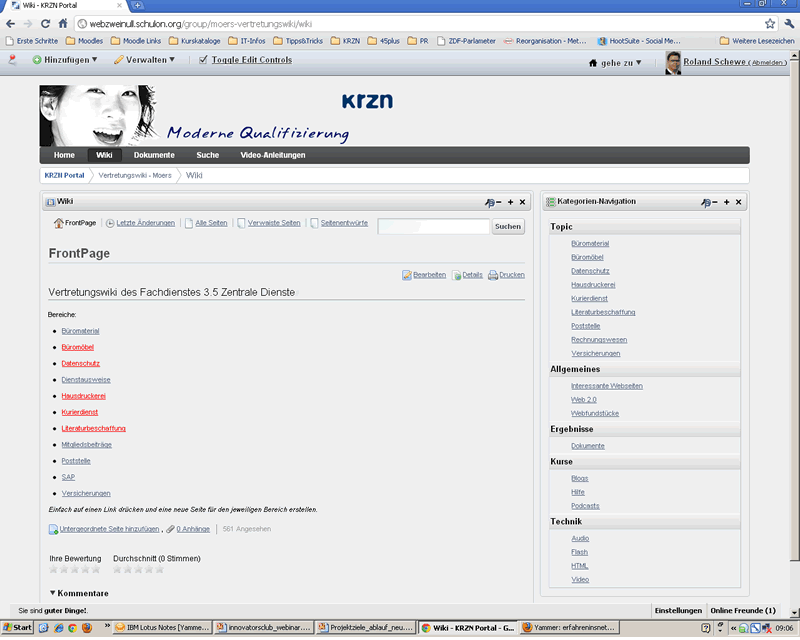 Wiki - KRZN Portal
webzweinull.schulon.org/group/moers-vertretungswiki/wiki
Erste Schritte Moodles Moodle Links Kurskataloge IT-Infos Tipps&Tricks KRZN 45plus PR ZDF-Parlameter Reorganisation - Met... HootSuite - Social Me... Weitere Lesezeichen
Hinzufügen Verwalten Toggle Edit Controls gehe zu Roland Schewe (Abmelden)
KRZN
Moderne Qualifizierung
Home Wiki Dokumente Suche Video-Anleitungen
KRZN Portal Vertretungswiki - Moers Wiki
Wiki
FrontPage Letzte Änderungen Alle Seiten Verwaiste Seiten Seitenentwürfe Suchen
FrontPage
Bearbeiten Details Drucken
Vertretungswiki des Fachdienstes 3.5 Zentrale Dienste
Bereiche:
Büromaterial
Büromöbel
Datenschutz
Dienstausweise
Hausdruckerei
Kurierdienst
Literaturbeschaffung
Mitgliedsbeiträge
Poststelle
SAP
Versicherungen
Einfach auf einen Link drücken und eine neue Seite für den jeweiligen Bereich erstellen.
Untergeordnete Seite hinzufügen , 0 Anhänge | 561 Angesehen
Ihre Bewertung Durchschnitt (0 Stimmen)
Kommentare
Kategorien-Navigation
Topic
Büromaterial
Büromöbel
Datenschutz
Hausdruckerei
Kurierdienst
Literaturbeschaffung
Poststelle
Rechnungswesen
Versicherungen
Allgemeines
Interessante Webseiten
Web 2.0
Webfundstücke
Ergebnisse
Dokumente
Kurse
Blogs
Hilfe
Podcasts
Technik
Audio
Flash
HTML
Video
Sie sind guter Dinge!. Einstellungen Online Freunde (1)
Start IBM Lotus Notes [Yamme... innovatorsclub_webinar... Projektziele_ablauf_neu... Wiki - KRZN Portal - G... Yammer: erfahreninsnet... 09:06